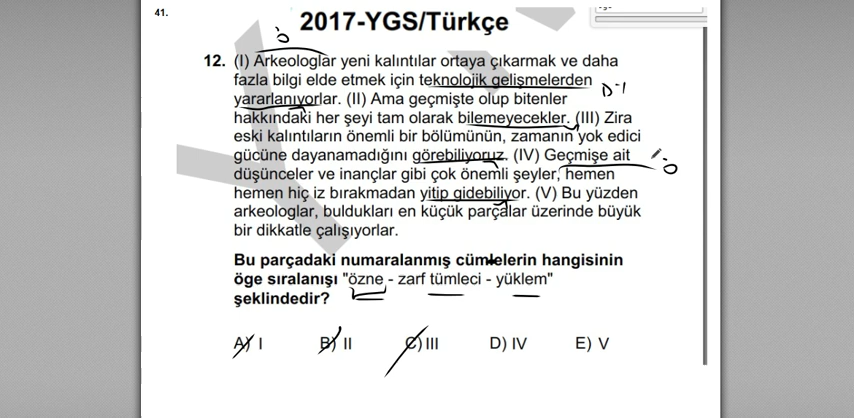 41.
2017-YGS/Türkçe
ö
12. (I) Arkeologlar yeni kalıntılar ortaya çıkarmak ve daha
fazla bilgi elde etmek için teknolojik gelişmelerden
yararlanıyorlar. (II) Ama geçmişte olup bitenler
hakkındaki her şeyi tam olarak bilemeyecekler. (III) Zira
eski kalıntıların önemli bir bölümünün, zamanın yok edici
gücüne dayanamadığını görebiliyoruz. (IV) Geçmişe ait
düşünceler ve inançlar gibi çok önemli şeyler, hemen
hemen hiç iz bırakmadan yitip gidebiliyor. (V) Bu yüzden
arkeologlar, buldukları en küçük parçalar üzerinde büyük
bir dikkatle çalışıyorlar.
Bu parçadaki numaralanmış cümlelerin hangisinin
öge sıralanışı "özne - zarf tümleci - yüklem"
şeklindedir?
A) I B) II C) III D) IV E) V